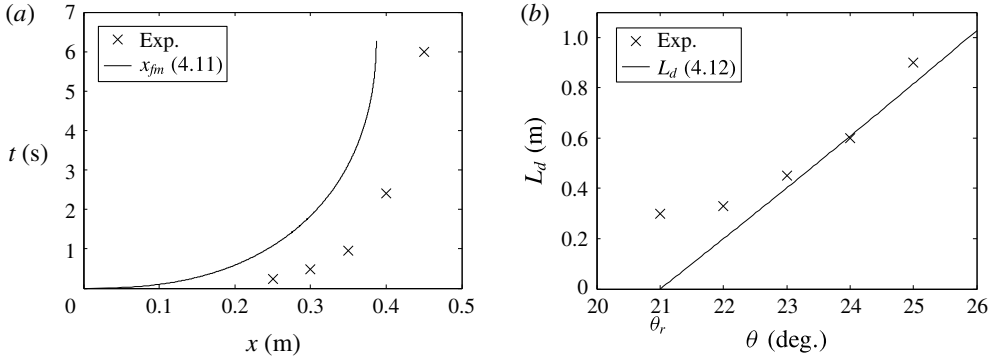 (a)
7
6
5
4
3
2
1
0
t (s)
× Exp.
x_fm (4.11)
0.1
0.2
0.3
0.4
0.5
x (m)
(b)
1.0
0.8
0.6
0.4
0.2
0
L_d (m)
× Exp.
L_d (4.12)
20
21
22
23
24
25
26
θ_r
θ (deg.)